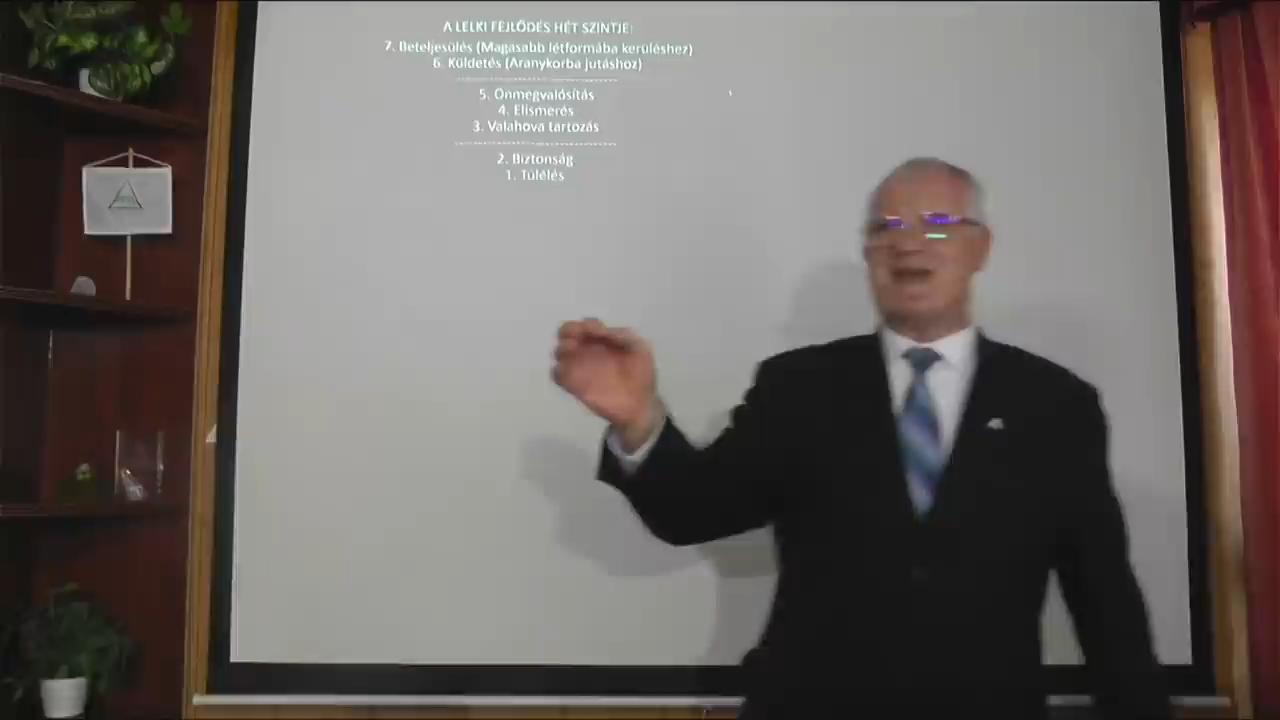 A LELKI FEJLŐDÉS HÉT SZINTJE:
7. Beteljesülés (Magasabb létformába kerüléshez)
6. Küldetés (Aranykorba jutáshoz)
5. Önmegvalósítás
4. Elismerés
3. Valahova tartozás
2. Biztonság
1. Túlélés